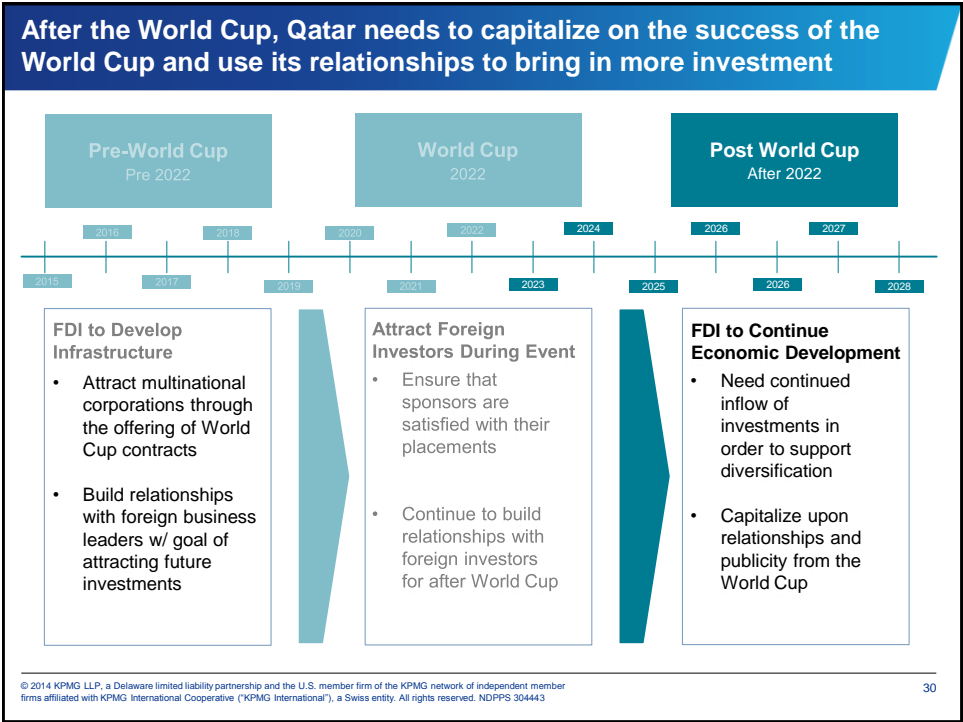 After the World Cup, Qatar needs to capitalize on the success of the
World Cup and use its relationships to bring in more investment
Pre-World Cup
Pre 2022
World Cup
2022
Post World Cup
After 2022
2016
2018
2020
2022
2024
2026
2027
2015
2017
2019
2021
2023
2025
2026
2028
FDI to Develop
Infrastructure
• Attract multinational
corporations through
the offering of World
Cup contracts
• Build relationships
with foreign business
leaders w/ goal of
attracting future
investments
Attract Foreign
Investors During Event
• Ensure that
sponsors are
satisfied with their
placements
• Continue to build
relationships with
foreign investors
for after World Cup
FDI to Continue
Economic Development
• Need continued
inflow of
investments in
order to support
diversification
• Capitalize upon
relationships and
publicity from the
World Cup
© 2014 KPMG LLP, a Delaware limited liability partnership and the U.S. member firm of the KPMG network of independent member
firms affiliated with KPMG International Cooperative (“KPMG International”), a Swiss entity. All rights reserved. NDPPS 304443
30